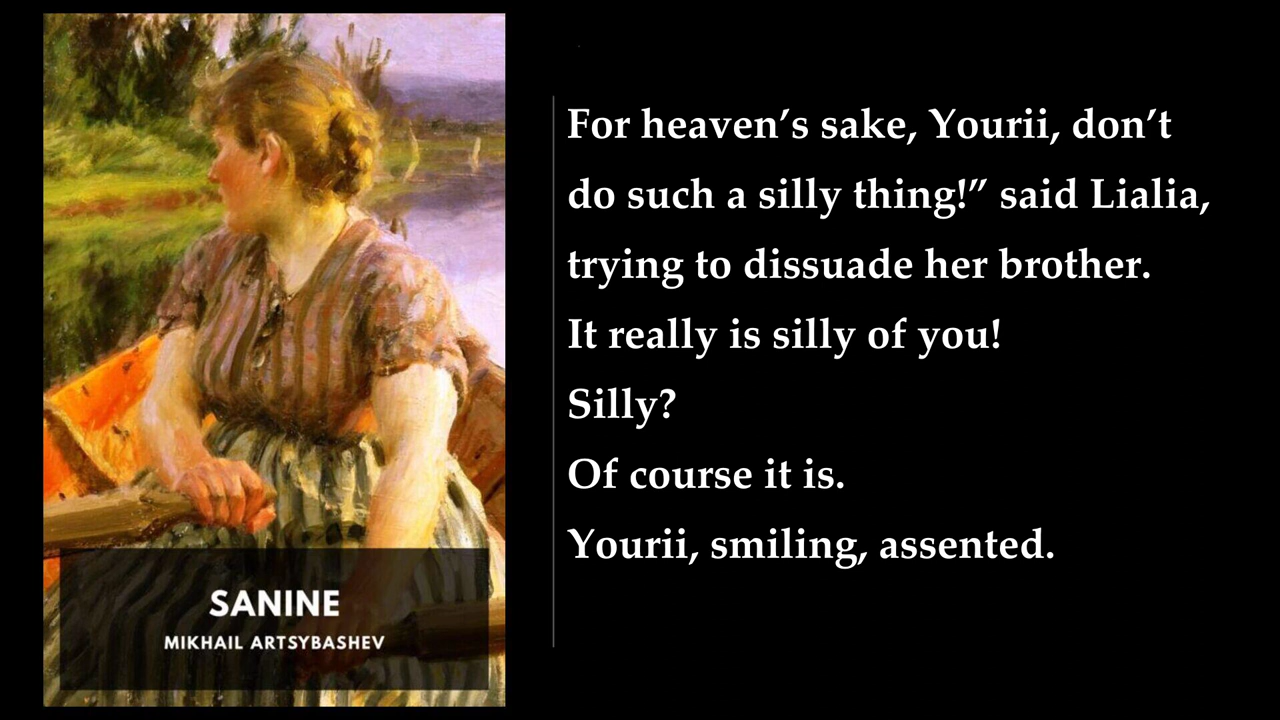 SANINE
MIKHAIL ARTSYBASHEV
For heaven’s sake, Yourii, don’t
do such a silly thing!” said Lialia,
trying to dissuade her brother.
It really is silly of you!
Silly?
Of course it is.
Yourii, smiling, assented.